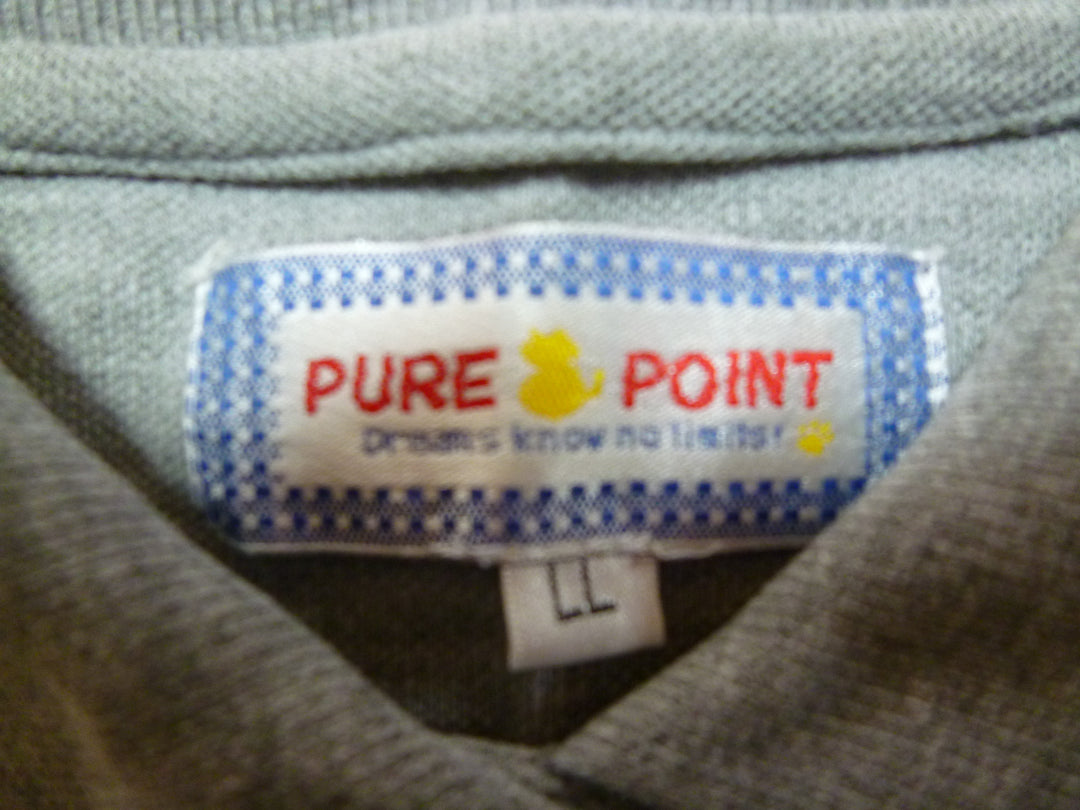 PURE POINT
Dreams know no limits!
LL